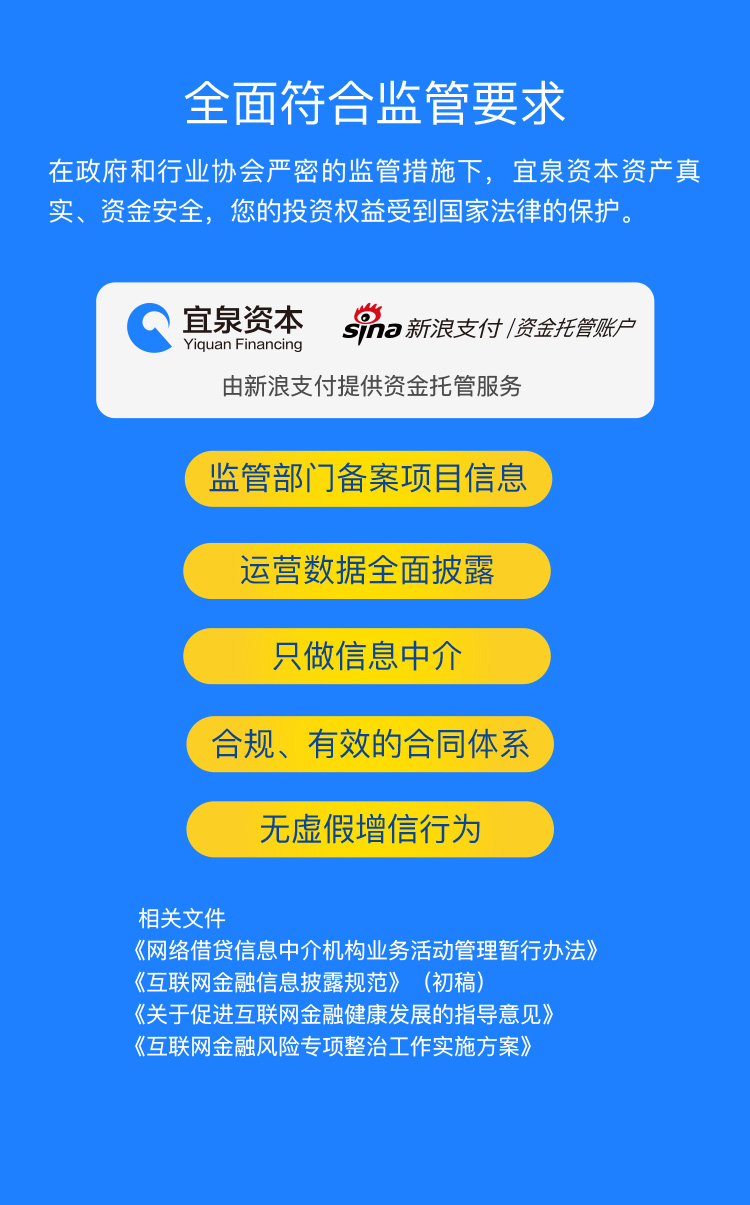 全面符合监管要求
在政府和行业协会严密的监管措施下，宜泉资本资产真
实、资金安全，您的投资权益受到国家法律的保护。
宜泉资本
Yiquan Financing
sina 新浪支付 /资金托管账户
由新浪支付提供资金托管服务
监管部门备案项目信息
运营数据全面披露
只做信息中介
合规、有效的合同体系
无虚假增信行为
相关文件
《网络借贷信息中介机构业务活动管理暂行办法》
《互联网金融信息披露规范》（初稿）
《关于促进互联网金融健康发展的指导意见》
《互联网金融风险专项整治工作实施方案》